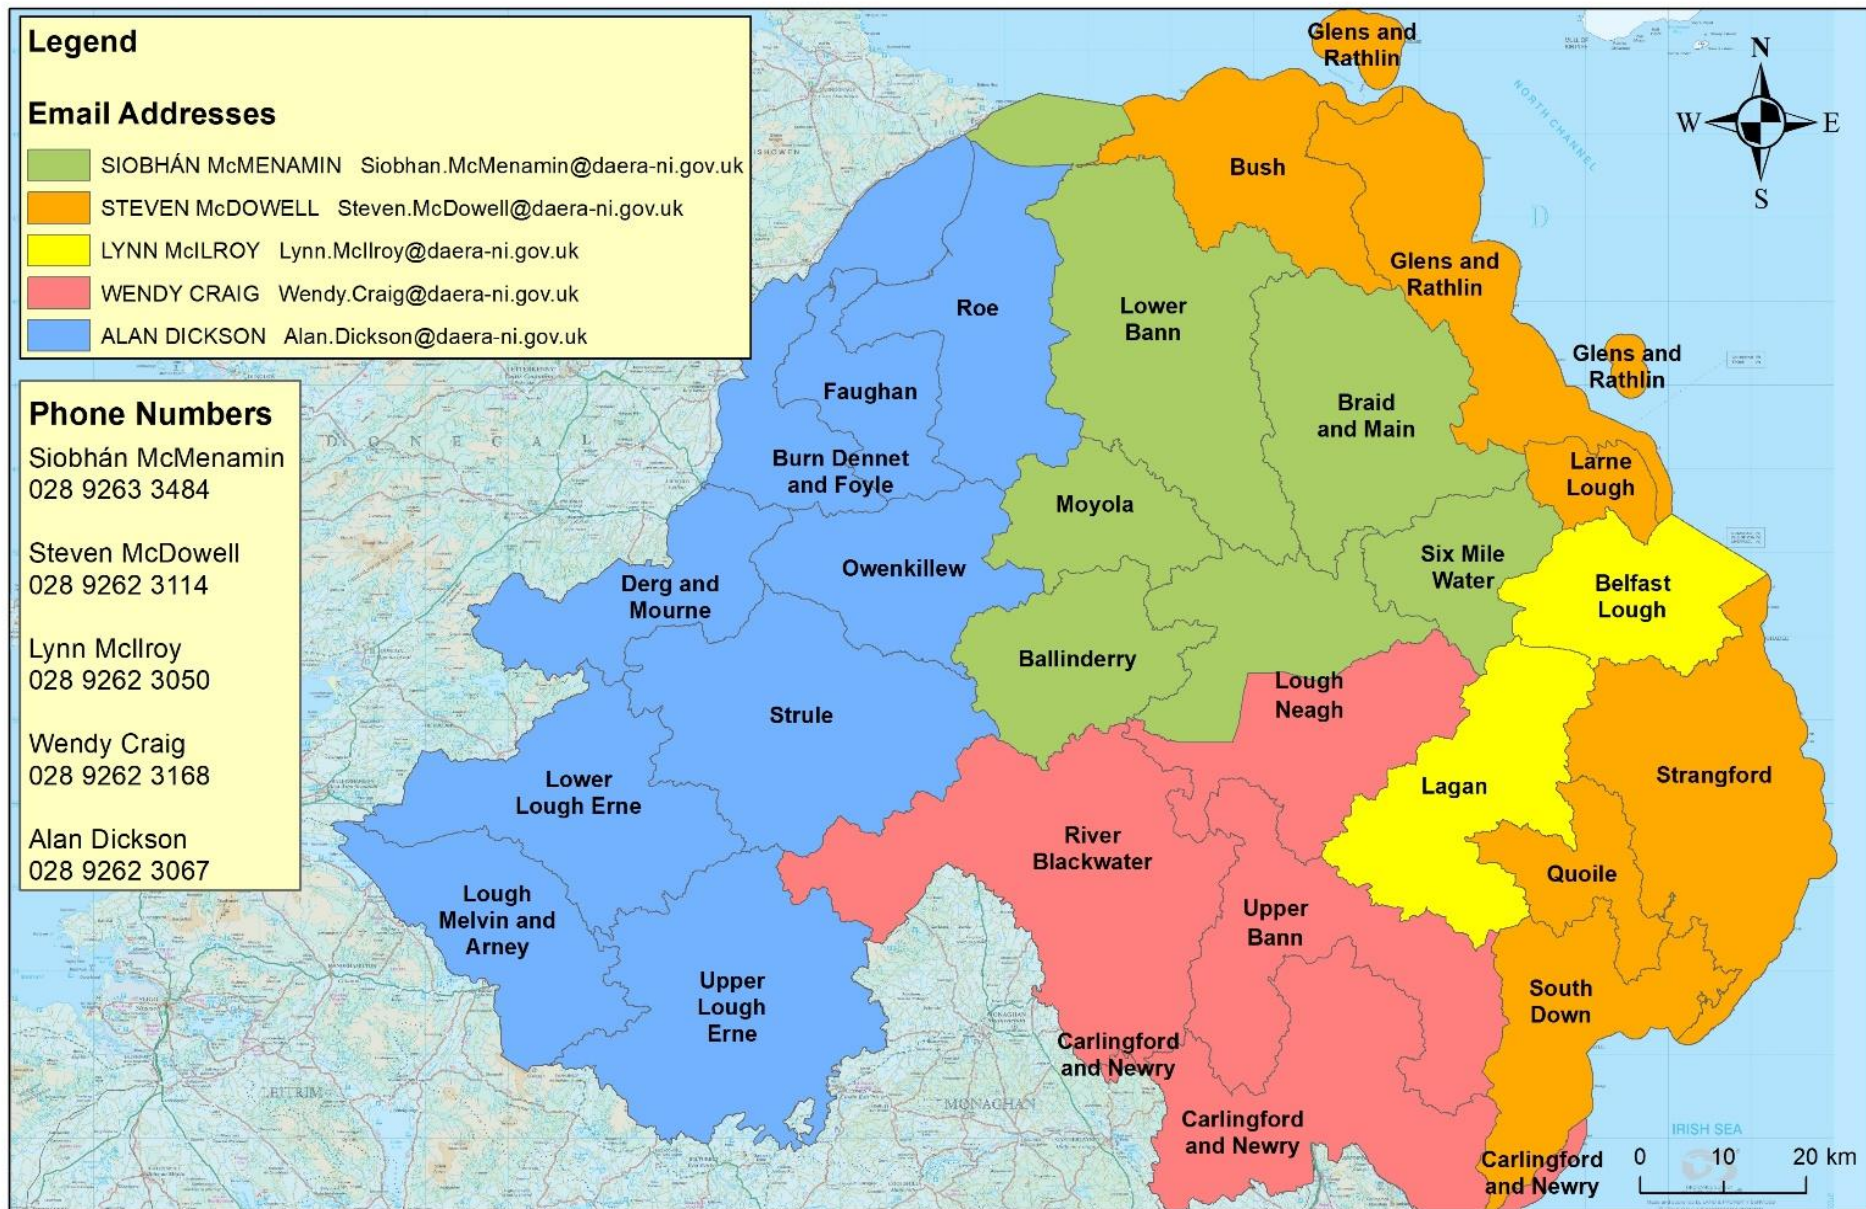 Legend
Email Addresses
SIOBHÁN McMENAMIN Siobhan.McMenamin@daera-ni.gov.uk
STEVEN McDOWELL Steven.McDowell@daera-ni.gov.uk
LYNN McILROY Lynn.McIlroy@daera-ni.gov.uk
WENDY CRAIG Wendy.Craig@daera-ni.gov.uk
ALAN DICKSON Alan.Dickson@daera-ni.gov.uk
Phone Numbers
Siobhán McMenamin
028 9263 3484
Steven McDowell
028 9262 3114
Lynn McIlroy
028 9262 3050
Wendy Craig
028 9262 3168
Alan Dickson
028 9262 3067
Glens and
Rathlin
N
W
E
S
NORTH CHANNEL
Bush
Glens and
Rathlin
Roe
Lower
Bann
Glens and
Rathlin
Faughan
Braid
and Main
DONEGAL
Burn Dennet
and Foyle
Larne
Lough
Moyola
Six Mile
Water
Owenkillew
Derg and
Mourne
Belfast
Lough
Ballinderry
Lough
Neagh
Strule
Lower
Lough Erne
Lagan
Strangford
River
Blackwater
Quoile
Lough
Melvin and
Arney
Upper
Bann
Upper
Lough
Erne
South
Down
Carlingford
and Newry
LEITRIM
MONAGHAN
Carlingford
and Newry
IRISH SEA
Carlingford
and Newry
0 10 20 km